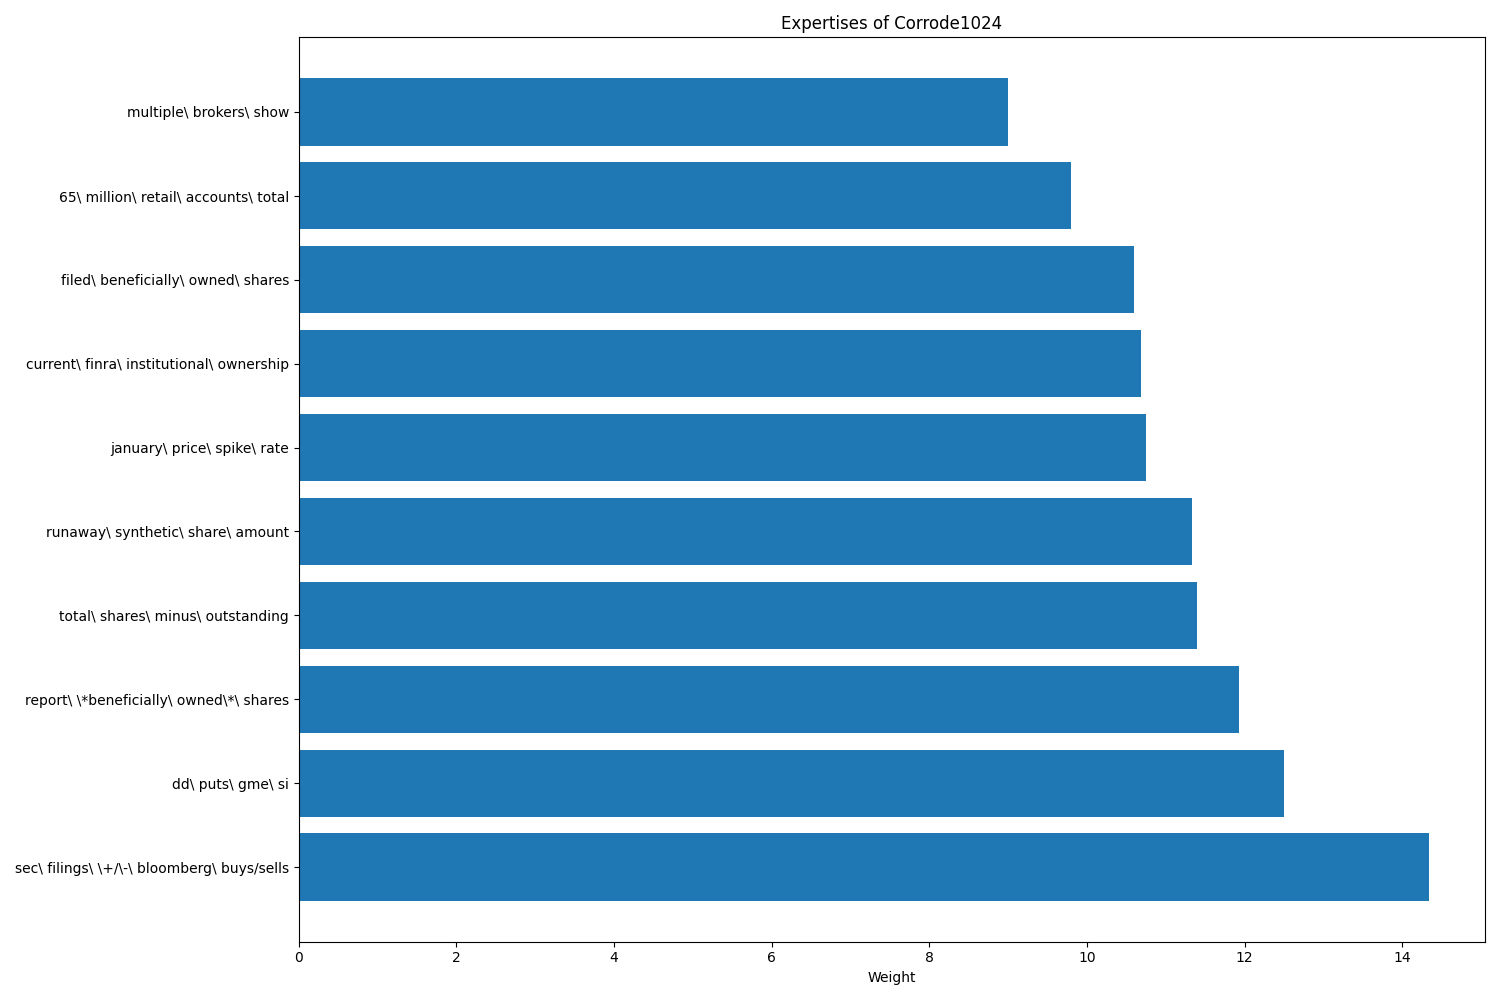 Expertises of Corrode1024
multiple\ brokers\ show
65\ million\ retail\ accounts\ total
filed\ beneficially\ owned\ shares
current\ finra\ institutional\ ownership
january\ price\ spike\ rate
runaway\ synthetic\ share\ amount
total\ shares\ minus\ outstanding
report\ \*beneficially\ owned\*\ shares
dd\ puts\ gme\ si
sec\ filings\ \+/\-\ bloomberg\ buys/sells
0 2 4 6 8 10 12 14
Weight